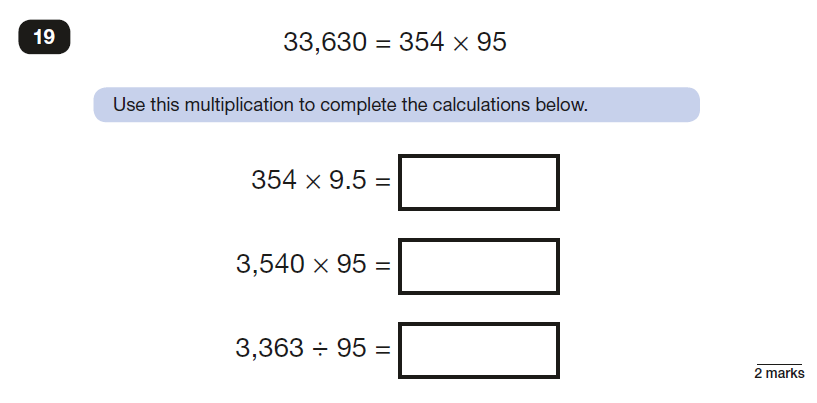 19
33,630 = 354 × 95
Use this multiplication to complete the calculations below.
354 × 9.5 =
3,540 × 95 =
3,363 ÷ 95 =
2 marks